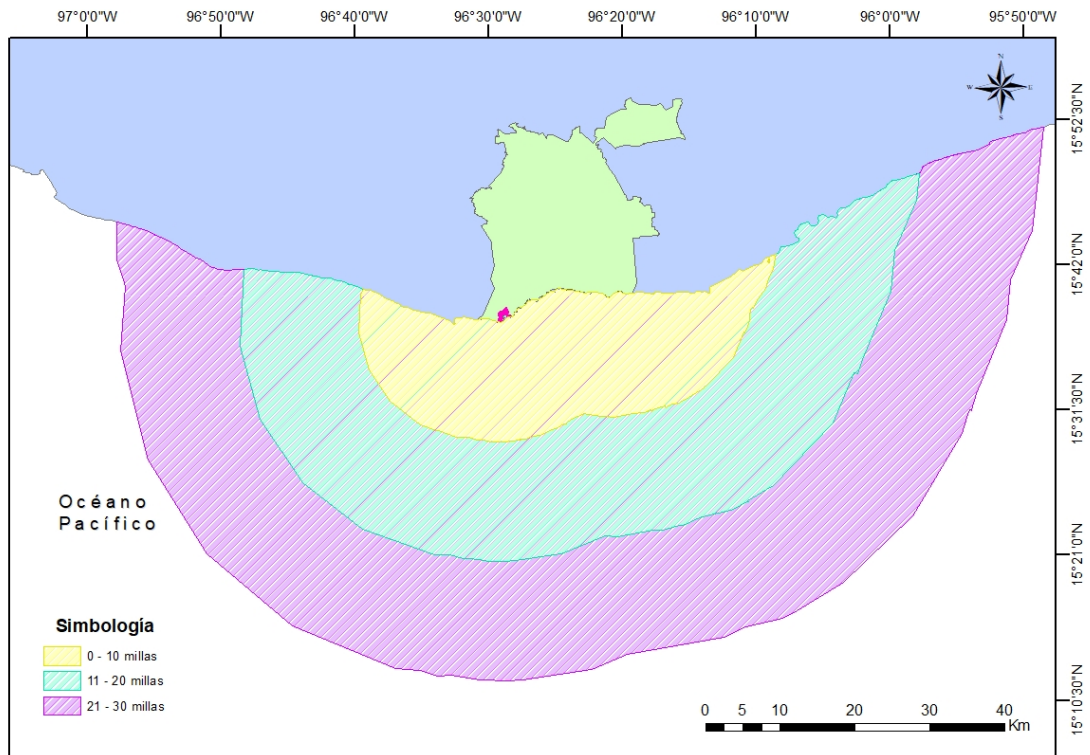 97°0'0"W 96°50'0"W 96°40'0"W 96°30'0"W 96°20'0"W 96°10'0"W 96°0'0"W 95°50'0"W
N
W E
S
15°52'30"N
15°42'0"N
15°31'30"N
15°21'0"N
15°10'30"N
Océano
Pacífico
Simbología
0 - 10 millas
11 - 20 millas
21 - 30 millas
0 5 10 20 30 40
Km